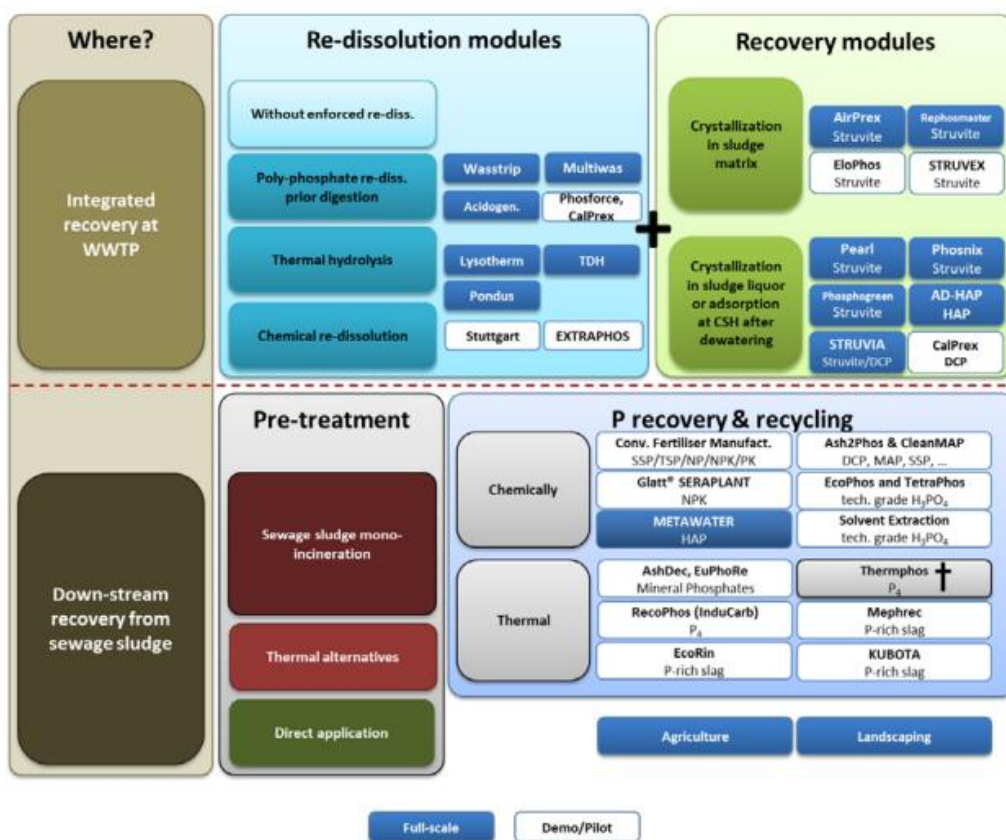 Where?
Integrated
recovery at
WWTP
Down-stream
recovery from
sewage sludge
Re-dissolution modules
Without enforced re-diss.
Poly-phosphate re-diss.
prior digestion
Wasstrip
Multiwas
Acidogen.
Phosforce,
CalPrex
Thermal hydrolysis
Lysotherm
TDH
Pondus
Chemical re-dissolution
Stuttgart
EXTRAPHOS
+
Recovery modules
Crystallization
in sludge
matrix
AirPrex
Struvite
Rephosmaster
Struvite
EloPhos
Struvite
STRUVEX
Struvite
Crystallization
in sludge liquor
or adsorption
at CSH after
dewatering
Pearl
Struvite
Phosnix
Struvite
Phosphogreen
Struvite
AD-HAP
HAP
STRUVIA
Struvite/DCP
CalPrex
DCP
Pre-treatment
Sewage sludge mono-
incineration
Thermal alternatives
Direct application
P recovery & recycling
Chemically
Conv. Fertiliser Manufact.
SSP/TSP/NP/NPK/PK
Ash2Phos & CleanMAP
DCP, MAP, SSP, ...
Glatt® SERAPLANT
NPK
EcoPhos and TetraPhos
tech. grade H₃PO₄
METAWATER
HAP
Solvent Extraction
tech. grade H₃PO₄
Thermal
AshDec, EuPhoRe
Mineral Phosphates
Thermphos
P₄
RecoPhos (InduCarb)
P₄
Mephrec
P-rich slag
EcoRin
P-rich slag
KUBOTA
P-rich slag
Agriculture
Landscaping
Full-scale
Demo/Pilot